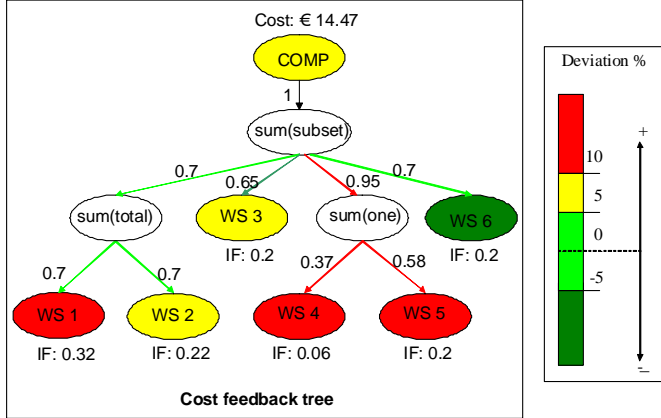 Cost: € 14.47
COMP
1
sum(subset)
0.7
0.65
0.95
0.7
sum(total)
WS 3
sum(one)
WS 6
IF: 0.2
IF: 0.2
0.7
0.7
0.37
0.58
WS 1
WS 2
WS 4
WS 5
IF: 0.32
IF: 0.22
IF: 0.06
IF: 0.2
Cost feedback tree
Deviation %
+
10
5
0
-5
–